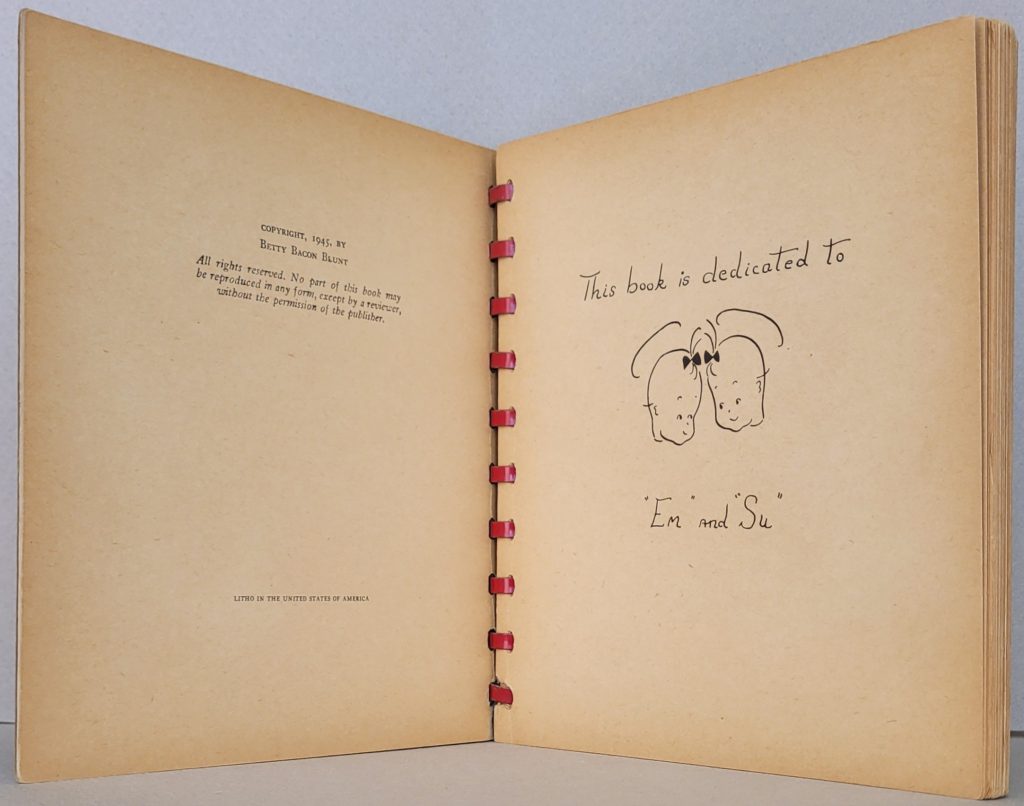 COPYRIGHT, 1945, BY
BETTY BACON BLUNT
All rights reserved. No part of this book may
be reproduced in any form, except by a reviewer,
without the permission of the publisher.
LITHO IN THE UNITED STATES OF AMERICA
This book is dedicated to
"Em" and "Su"